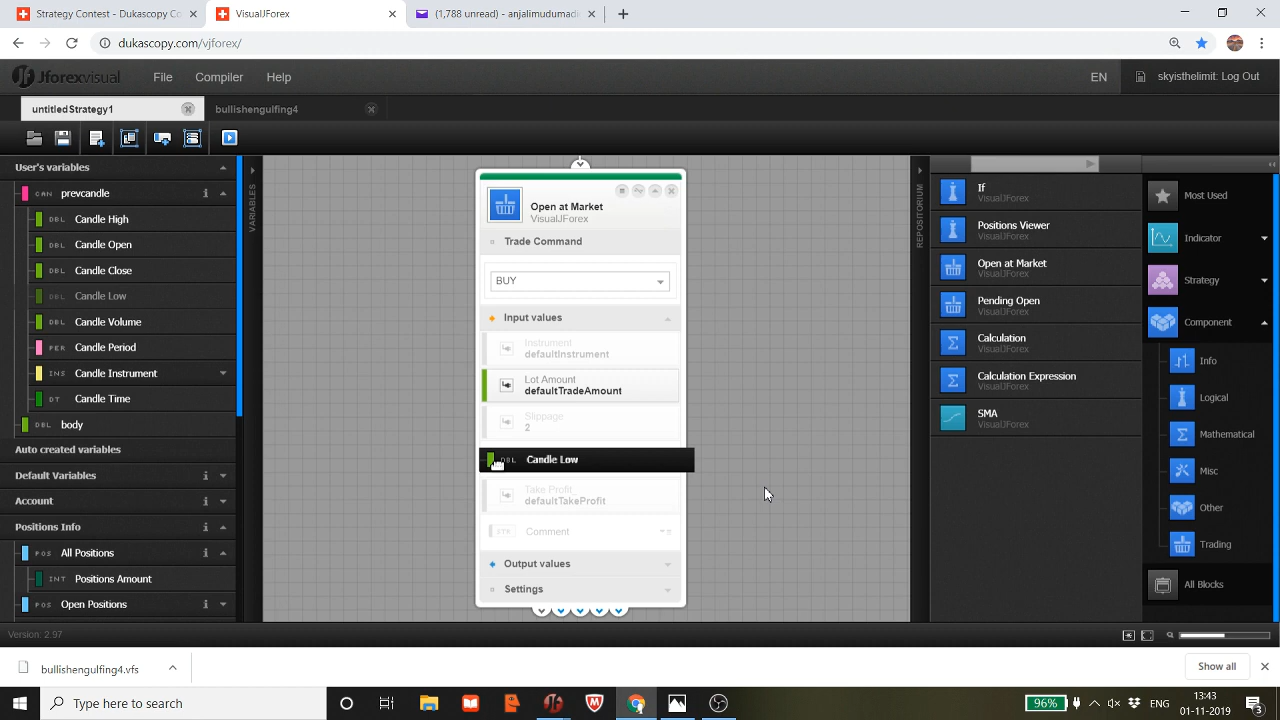 Strategy Contest - Dukascopy Co
VisualJForex
(1,788 unread) - anjalimudumad
dukascopy.com/vjforex/
Jforexvisual
File
Compiler
Help
EN
skyisthelimit: Log Out
untitledStrategy1
bullishengulfing4
User's variables
CAN prevcandle
DBL Candle High
DBL Candle Open
DBL Candle Close
DBL Candle Low
DBL Candle Volume
PER Candle Period
INS Candle Instrument
DT Candle Time
DBL body
Auto created variables
Default Variables
Account
Positions Info
POS All Positions
INT Positions Amount
POS Open Positions
VARIABLES
Open at Market
VisualJForex
Trade Command
BUY
Input values
Instrument
defaultInstrument
Lot Amount
defaultTradeAmount
Slippage
2
DBL Candle Low
Take Profit
defaultTakeProfit
STR Comment
Output values
Settings
REPOSITORIUM
If
VisualJForex
Positions Viewer
VisualJForex
Open at Market
VisualJForex
Pending Open
VisualJForex
Calculation
VisualJForex
Calculation Expression
VisualJForex
SMA
VisualJForex
Most Used
Indicator
Strategy
Component
Info
Logical
Mathematical
Misc
Other
Trading
All Blocks
Version: 2.97
bullishengulfing4.vfs
Show all
Type here to search
96%
ENG
13:43
01-11-2019
3